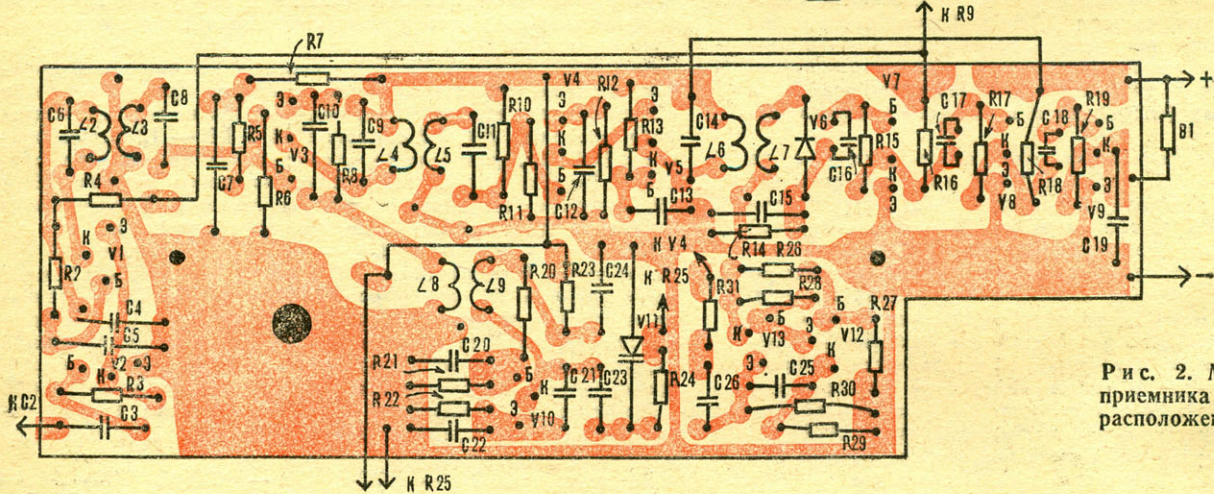 К R9
R7
V4
V7
+
C6
L2
L3
C8
R5
Э
C10
C9
R10
C11
Э
R12
R13
Э
C14
V6
Б
C17
R17
Б
C18
R19
Б
B1
К
V3
Б
R8
L4
L5
К
К
V5
L6
L7
C16
R15
К
R4
C7
R6
R11
Б
C12
Б
C13
C15
К
Э
R16
К
Э
V8
R18
К
Э
V9
C19
R2
К
Э
V1
Б
R14
R26
К V4
К R25
L8
L9
R20
R23
C24
R31
R28
–
C4
C5
V11
Б
V13
К
Э
Б
V12
R27
К
Б
V2
Э
К
R3
R21
C20
R22
Б
К
C21
C23
R24
Э
C25
R30
C26
К C2
C3
C22
Э
V10
R29
К R25
Рис. 2. М
приемника
расположен